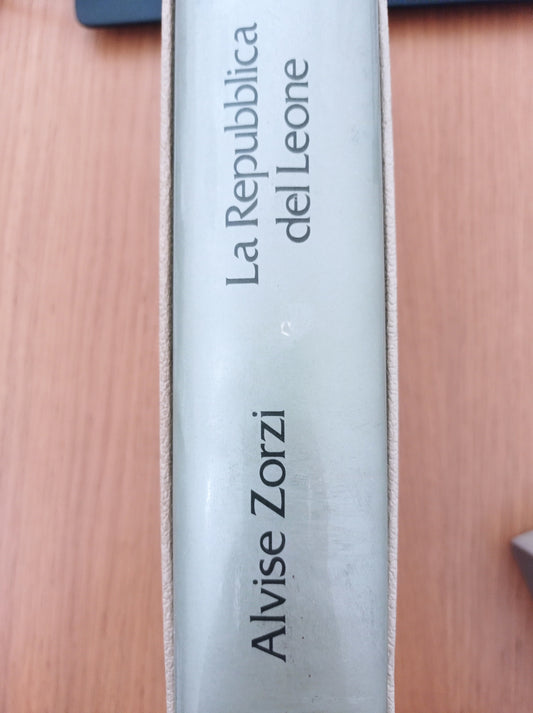 Alvise Zorzi
La Repubblica
del Leone